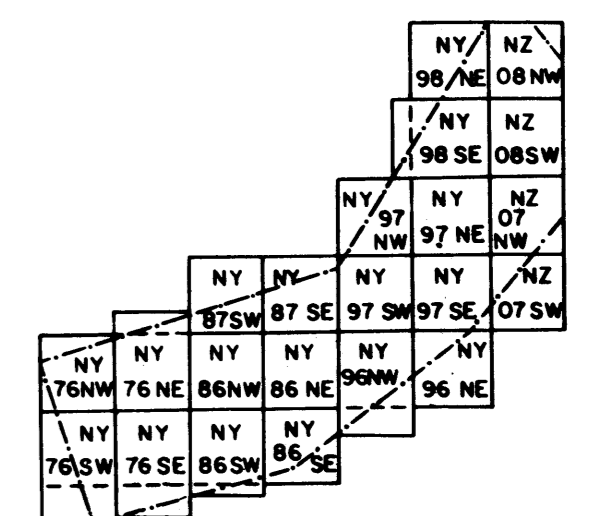 NY NZ
98 NE 08 NW
NY NZ
98 SE 08 SW
NY NY NZ
97 97 NE 07
NW NW
NY NY NY NY NZ
87 SW 87 SE 97 SW 97 SE 07 SW
NY NY NY NY NY NY
76 NW 76 NE 86 NW 86 NE 96 NW 96 NE
NY NY NY NY
76 SW 76 SE 86 SW 86 SE